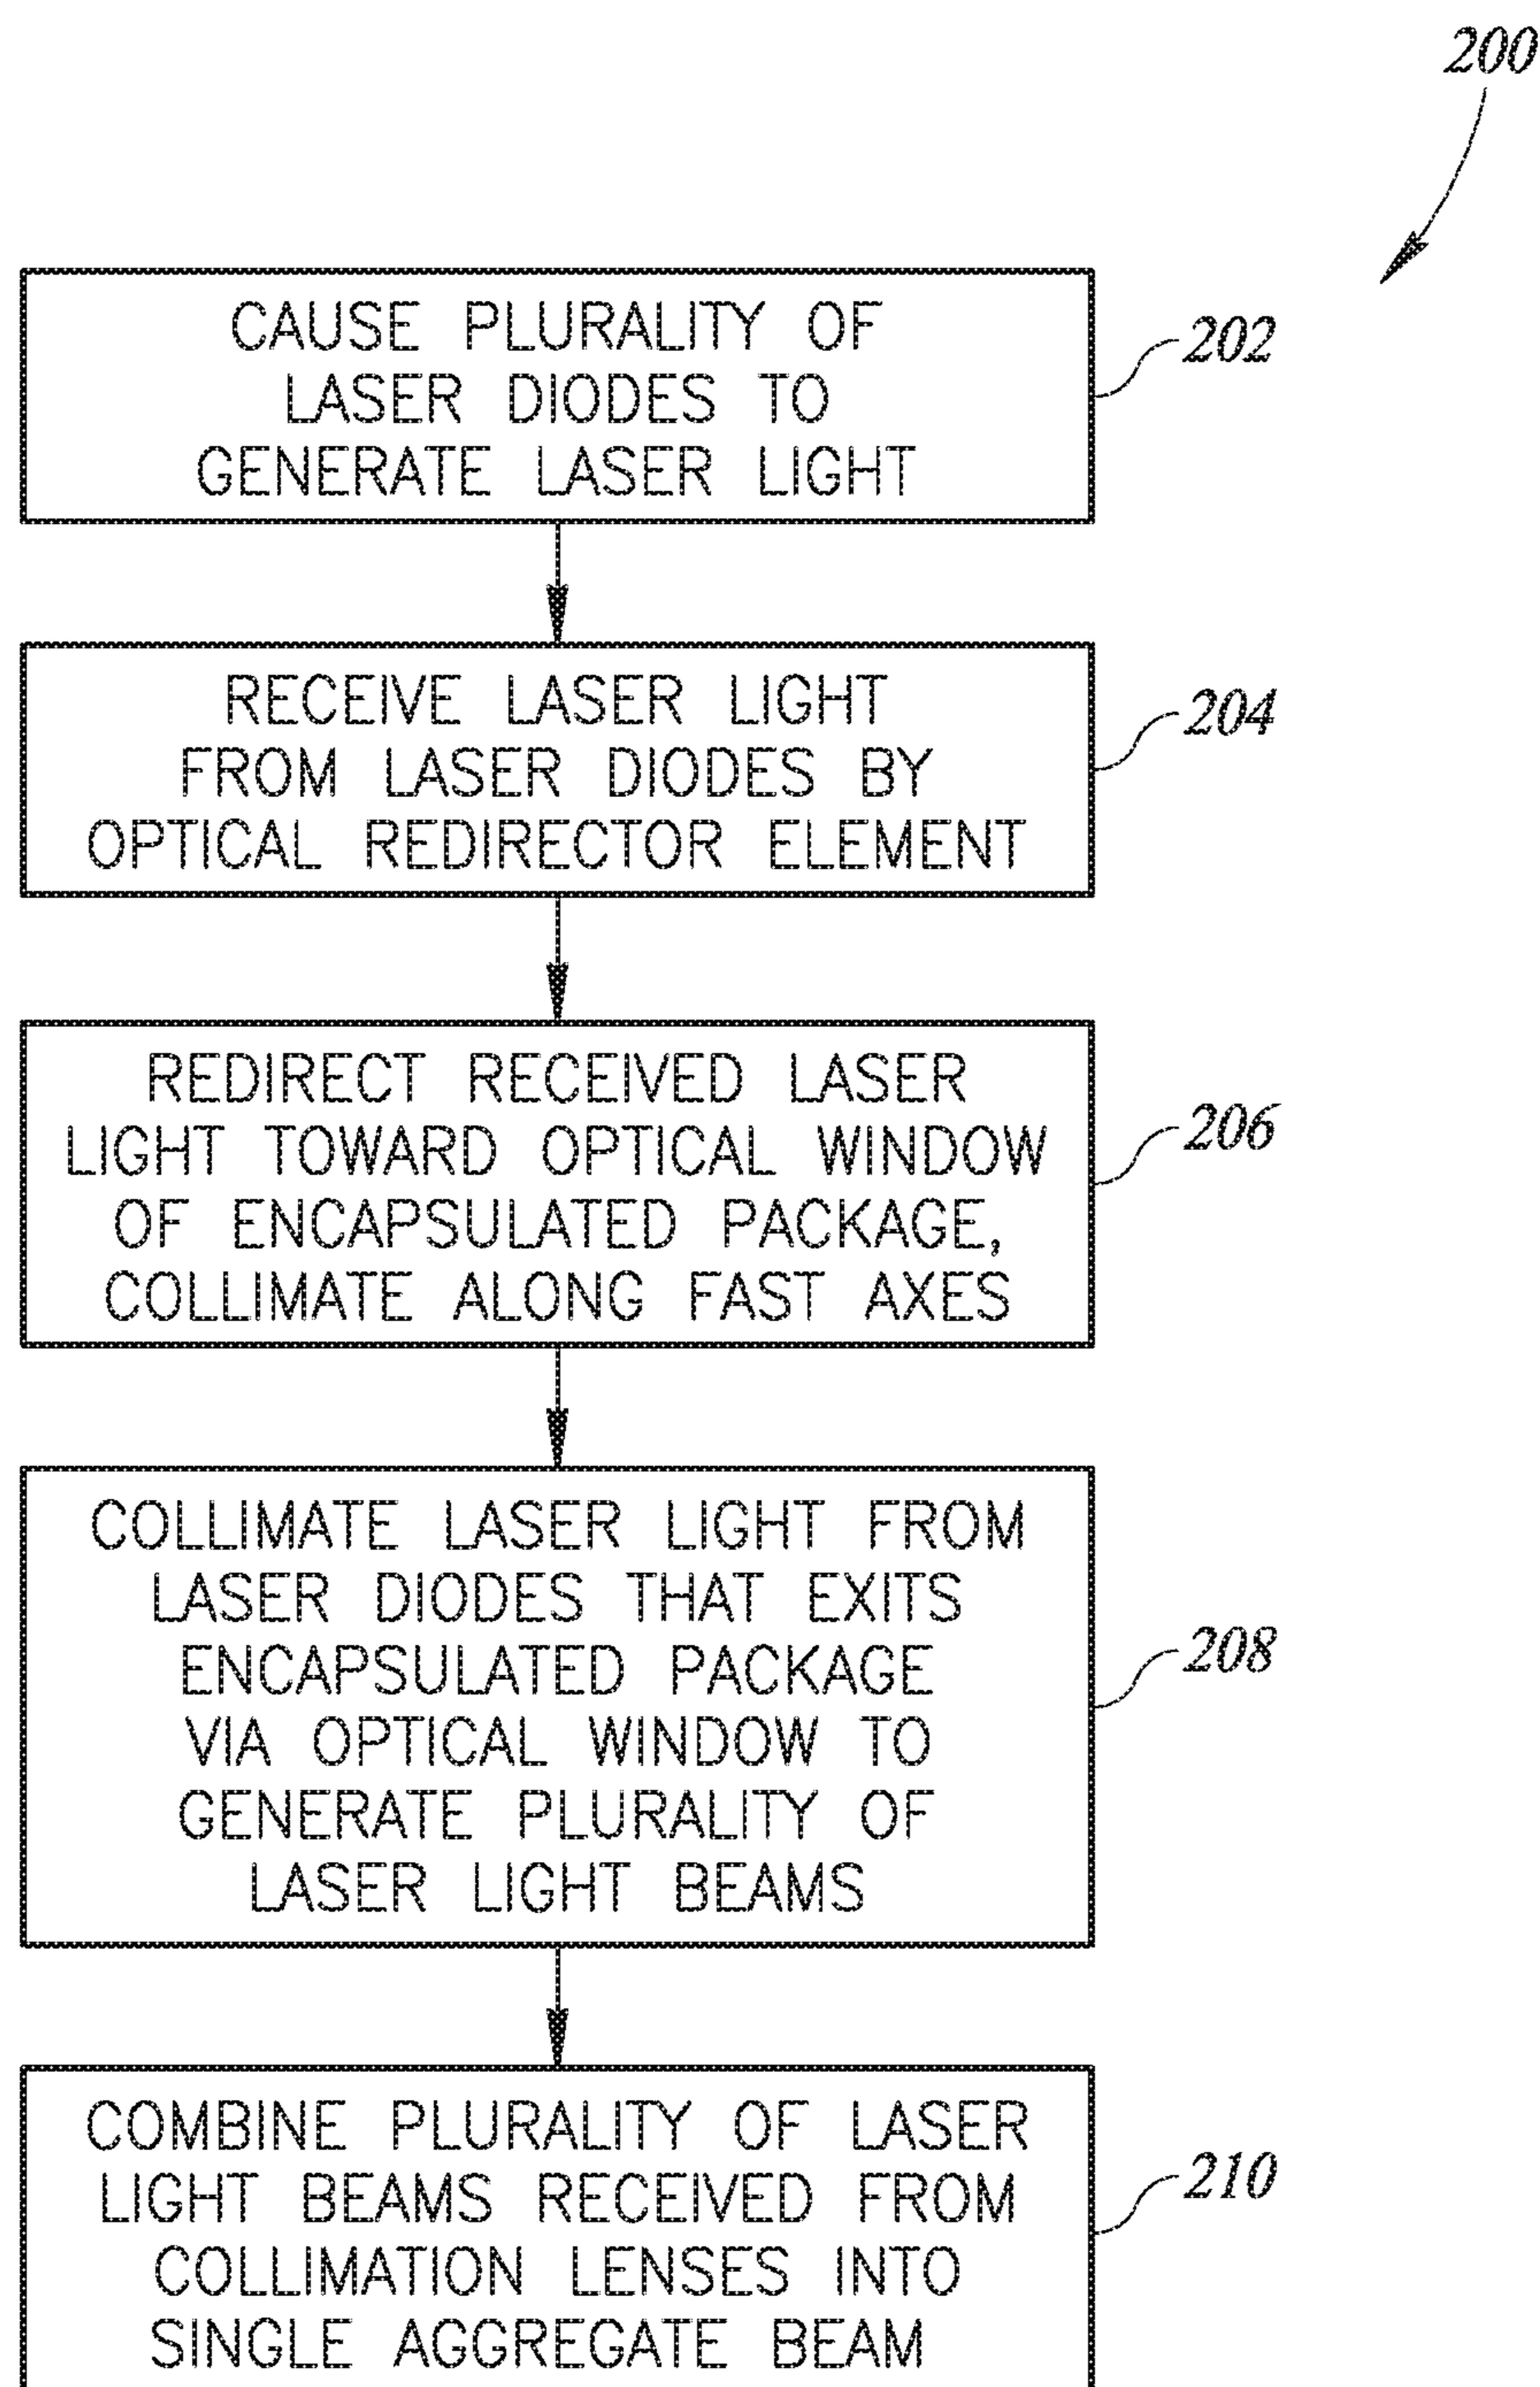 200
CAUSE PLURALITY OF
LASER DIODES TO
GENERATE LASER LIGHT
202
RECEIVE LASER LIGHT
FROM LASER DIODES BY
OPTICAL REDIRECTOR ELEMENT
204
REDIRECT RECEIVED LASER
LIGHT TOWARD OPTICAL WINDOW
OF ENCAPSULATED PACKAGE,
COLLIMATE ALONG FAST AXES
206
COLLIMATE LASER LIGHT FROM
LASER DIODES THAT EXITS
ENCAPSULATED PACKAGE
VIA OPTICAL WINDOW TO
GENERATE PLURALITY OF
LASER LIGHT BEAMS
208
COMBINE PLURALITY OF LASER
LIGHT BEAMS RECEIVED FROM
COLLIMATION LENSES INTO
SINGLE AGGREGATE BEAM
210